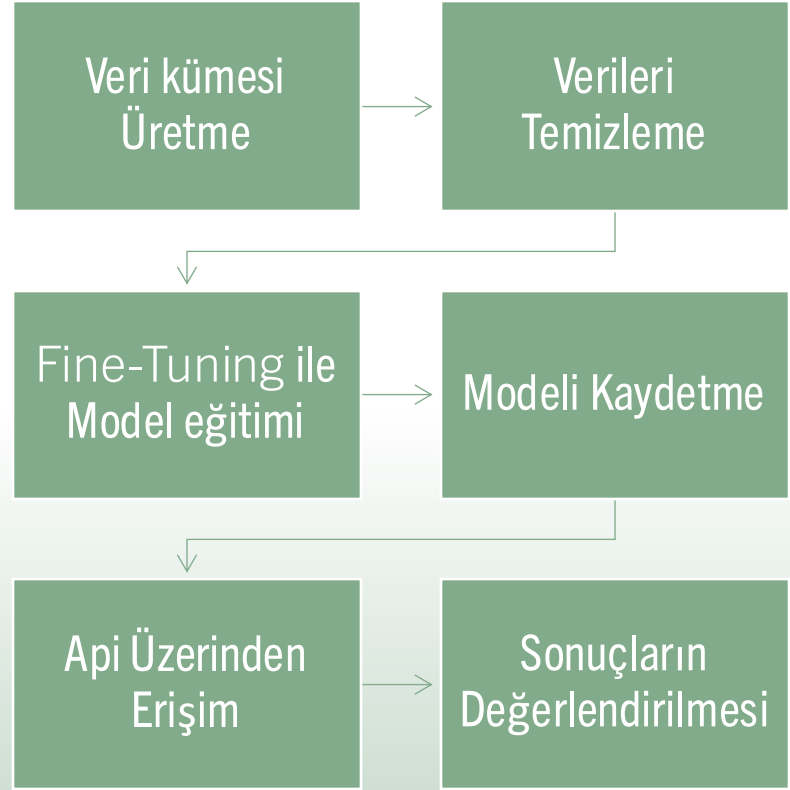 Veri kümesi
Üretme
Verileri
Temizleme
Fine-Tuning ile
Model eğitimi
Modeli Kaydetme
Api Üzerinden
Erişim
Sonuçların
Değerlendirilmesi